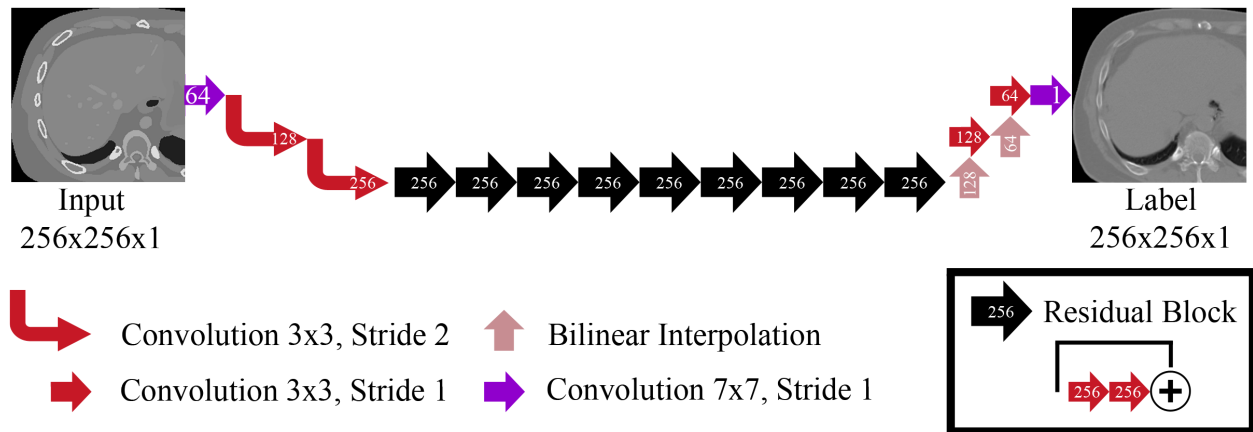 64
128
256
256
256
256
256
256
256
256
256
256
128
128
64
64
1
Input
256x256x1
Label
256x256x1
Convolution 3x3, Stride 2
Bilinear Interpolation
Convolution 3x3, Stride 1
Convolution 7x7, Stride 1
256
Residual Block
256
256
+